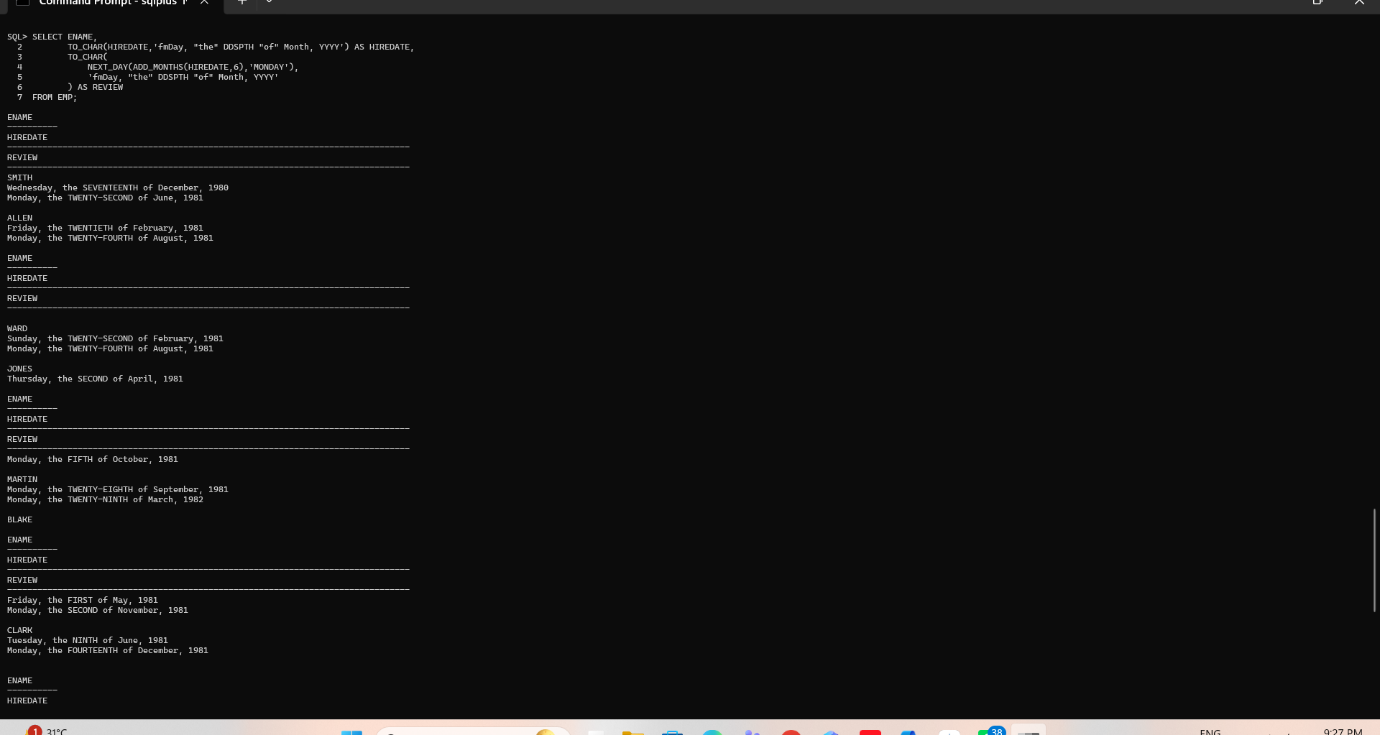 Command Prompt - sqlplus
SQL> SELECT ENAME,
2 TO_CHAR(HIREDATE,'fmDay, "the" DDSPTH "of" Month, YYYY') AS HIREDATE,
3 TO_CHAR(
4 NEXT_DAY(ADD_MONTHS(HIREDATE,6),'MONDAY'),
5 'fmDay, "the" DDSPTH "of" Month, YYYY'
6 ) AS REVIEW
7 FROM EMP;
ENAME
----------
HIREDATE
--------------------------------------------------------------------------------
REVIEW
--------------------------------------------------------------------------------
SMITH
Wednesday, the SEVENTEENTH of December, 1980
Monday, the TWENTY-SECOND of June, 1981
ALLEN
Friday, the TWENTIETH of February, 1981
Monday, the TWENTY-FOURTH of August, 1981
ENAME
----------
HIREDATE
--------------------------------------------------------------------------------
REVIEW
--------------------------------------------------------------------------------
WARD
Sunday, the TWENTY-SECOND of February, 1981
Monday, the TWENTY-FOURTH of August, 1981
JONES
Thursday, the SECOND of April, 1981
ENAME
----------
HIREDATE
--------------------------------------------------------------------------------
REVIEW
--------------------------------------------------------------------------------
Monday, the FIFTH of October, 1981
MARTIN
Monday, the TWENTY-EIGHTH of September, 1981
Monday, the TWENTY-NINTH of March, 1982
BLAKE
ENAME
----------
HIREDATE
--------------------------------------------------------------------------------
REVIEW
--------------------------------------------------------------------------------
Friday, the FIRST of May, 1981
Monday, the SECOND of November, 1981
CLARK
Tuesday, the NINTH of June, 1981
Monday, the FOURTEENTH of December, 1981
ENAME
----------
HIREDATE
1 31°C
38
ENG
9:27 PM